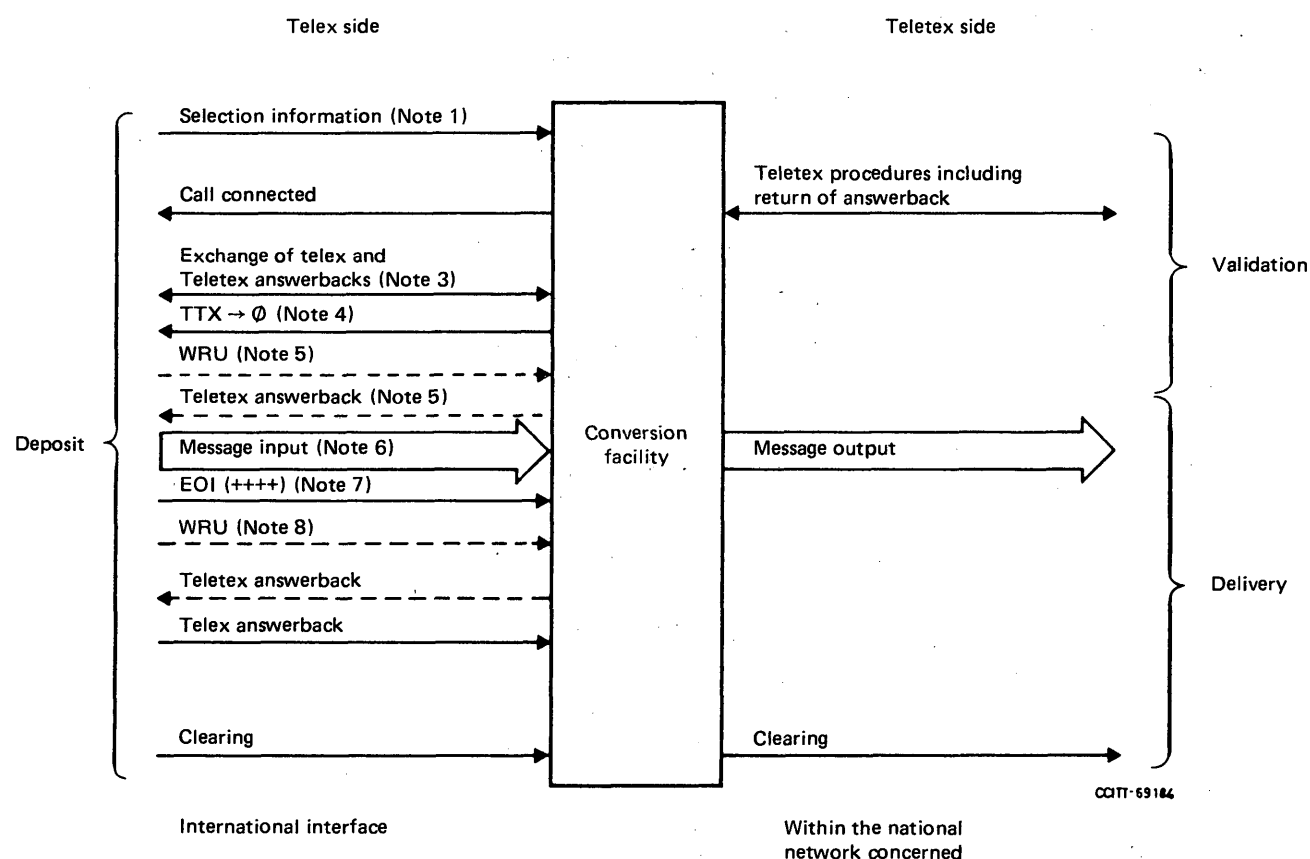 Telex side
Teletex side
Selection information (Note 1)
Teletex procedures including
return of answerback
Call connected
Exchange of telex and
Teletex answerbacks (Note 3)
Validation
TTX → Ø (Note 4)
WRU (Note 5)
Teletex answerback (Note 5)
Deposit
Message input (Note 6)
Conversion
facility
Message output
EOI (++++) (Note 7)
WRU (Note 8)
Teletex answerback
Delivery
Telex answerback
Clearing
Clearing
CCITT-69184
International interface
Within the national
network concerned